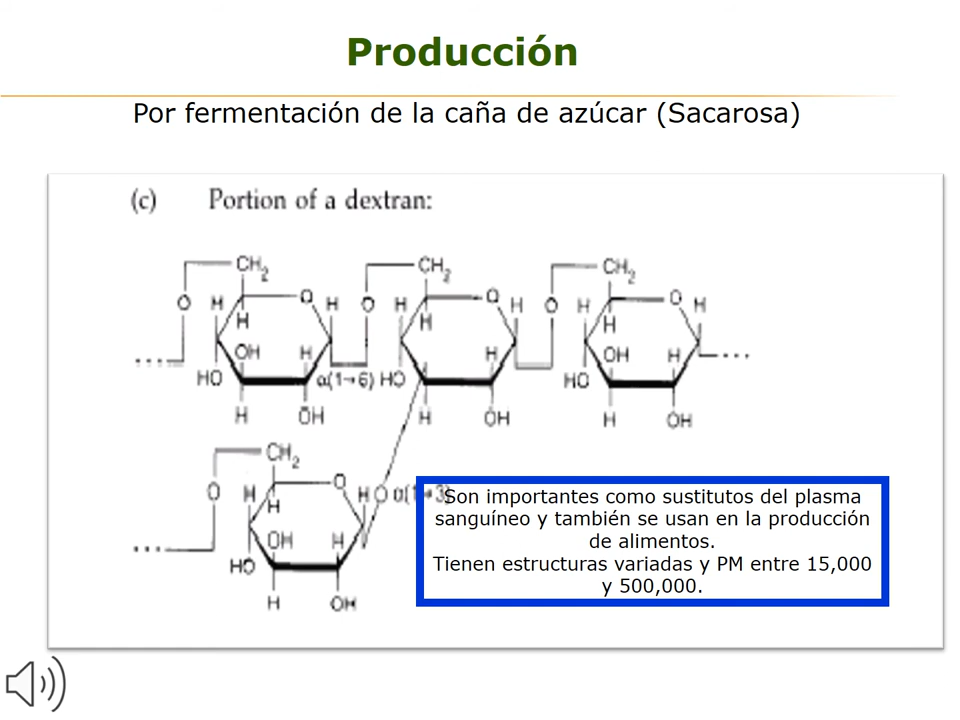 Producción
Por fermentación de la caña de azúcar (Sacarosa)
(c) Portion of a dextran:
CH2 CH2 CH2
O H O H O H O H O H O H
H H H
OH H H OH H
HO α(1→6) HO HO
H OH H OH H OH
CH2
O H O H O α(1→3)
H
OH H
HO
H OH
Son importantes como sustitutos del plasma
sanguíneo y también se usan en la producción
de alimentos.
Tienen estructuras variadas y PM entre 15,000
y 500,000.